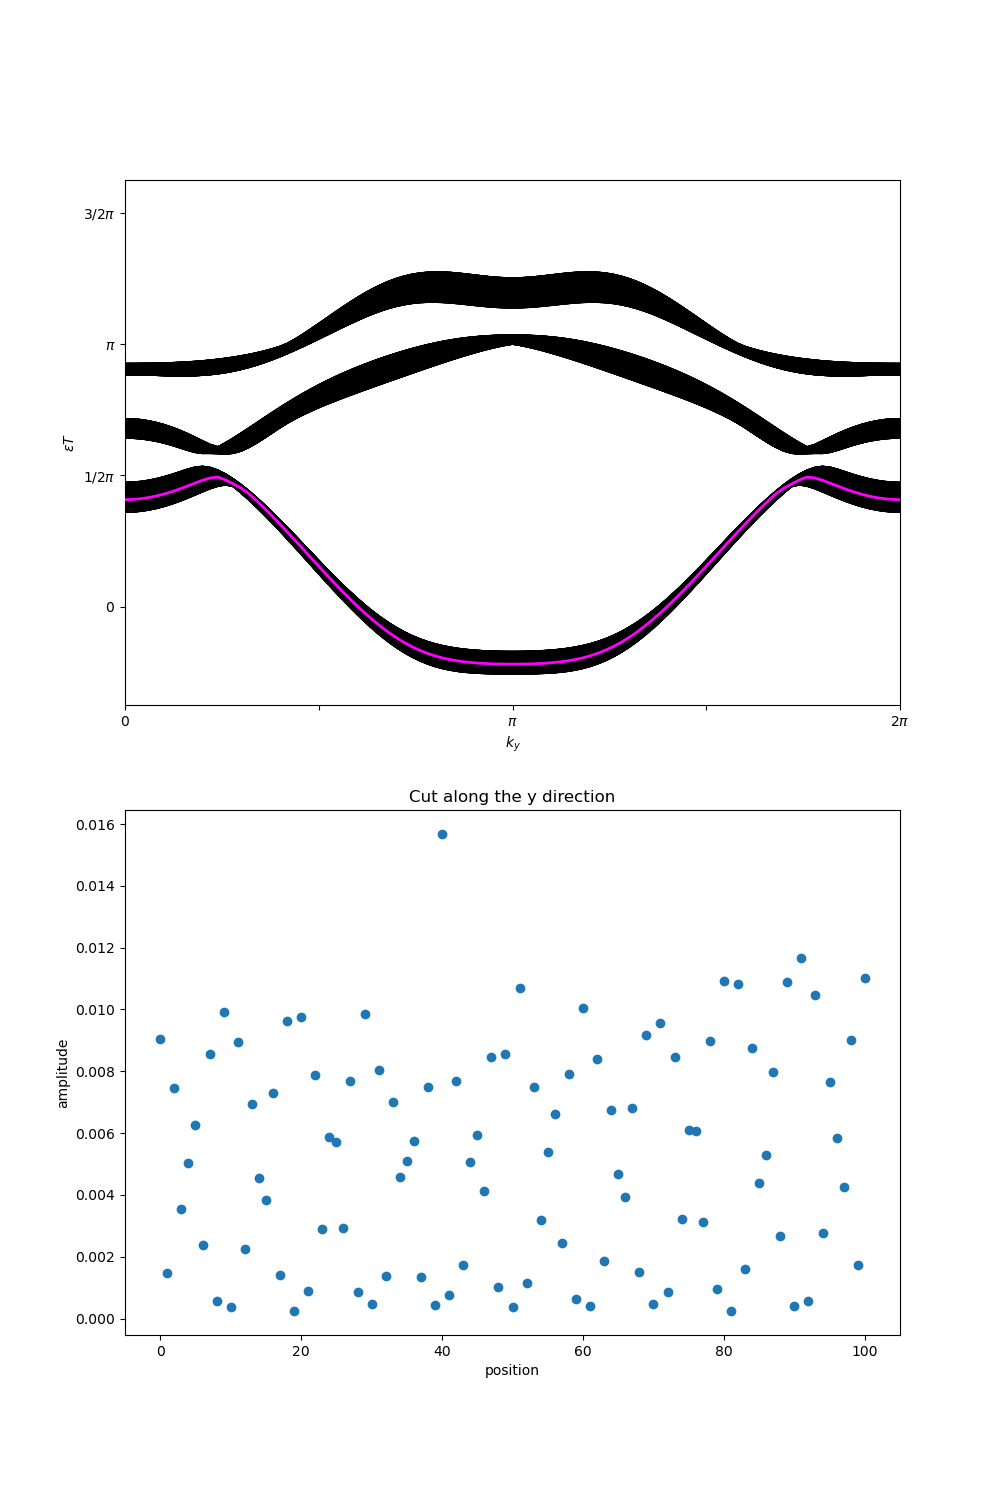 3/2π
π
1/2π
0
εT
0
π
2π
k_y
Cut along the y direction
0.016
0.014
0.012
0.010
0.008
0.006
0.004
0.002
0.000
amplitude
0 20 40 60 80 100
position